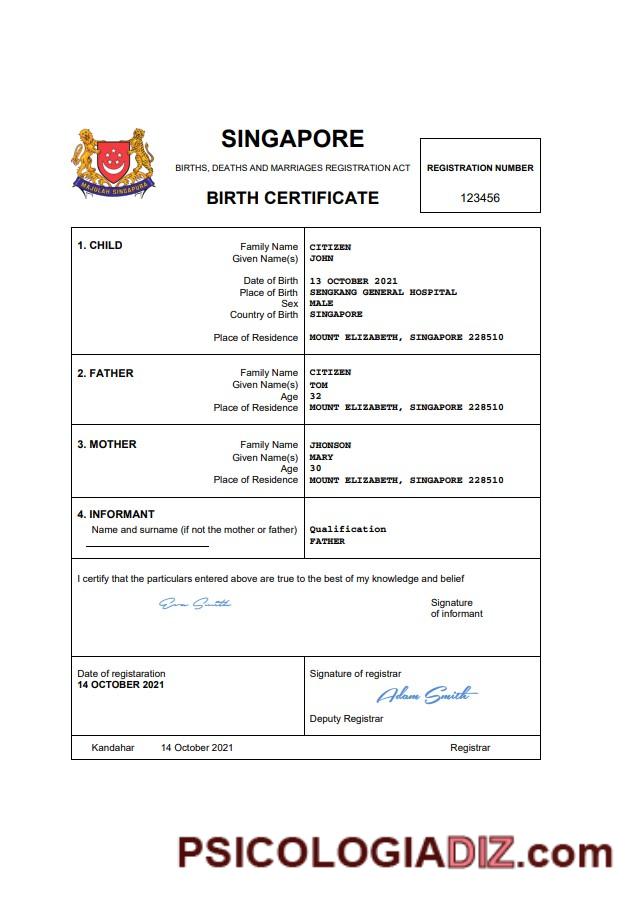 SINGAPORE
BIRTHS, DEATHS AND MARRIAGES REGISTRATION ACT
BIRTH CERTIFICATE
REGISTRATION NUMBER
123456
MAJULAH SINGAPURA
1. CHILD
Family Name CITIZEN
Given Name(s) JOHN
Date of Birth 13 OCTOBER 2021
Place of Birth SENGKANG GENERAL HOSPITAL
Sex MALE
Country of Birth SINGAPORE
Place of Residence MOUNT ELIZABETH, SINGAPORE 228510
2. FATHER
Family Name CITIZEN
Given Name(s) TOM
Age 32
Place of Residence MOUNT ELIZABETH, SINGAPORE 228510
3. MOTHER
Family Name JHONSON
Given Name(s) MARY
Age 30
Place of Residence MOUNT ELIZABETH, SINGAPORE 228510
4. INFORMANT
Name and surname (if not the mother or father)
Qualification
FATHER
I certify that the particulars entered above are true to the best of my knowledge and belief
Eva Smith
Signature
of informant
Date of registaration
14 OCTOBER 2021
Signature of registrar
Adam Smith
Deputy Registrar
Kandahar 14 October 2021 Registrar
PSICOLOGIADIZ.com